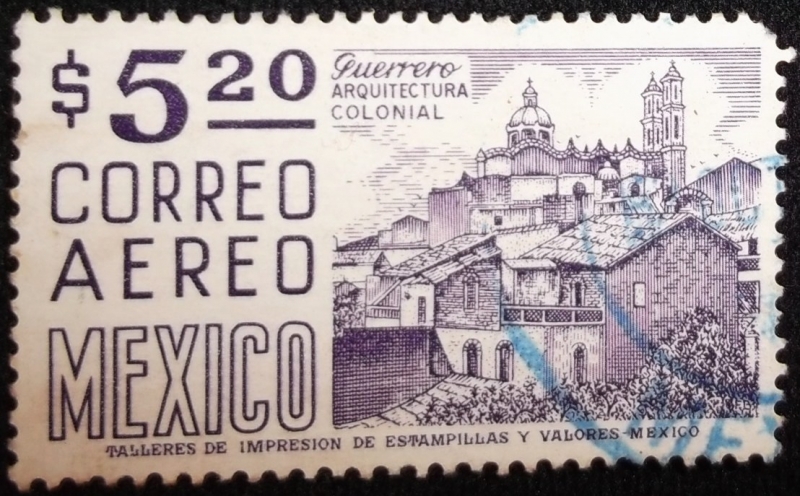 $ 5 20
Guerrero
ARQUITECTURA
COLONIAL
CORREO
AEREO
MEXICO
TALLERES DE IMPRESION DE ESTAMPILLAS Y VALORES-MEXICO